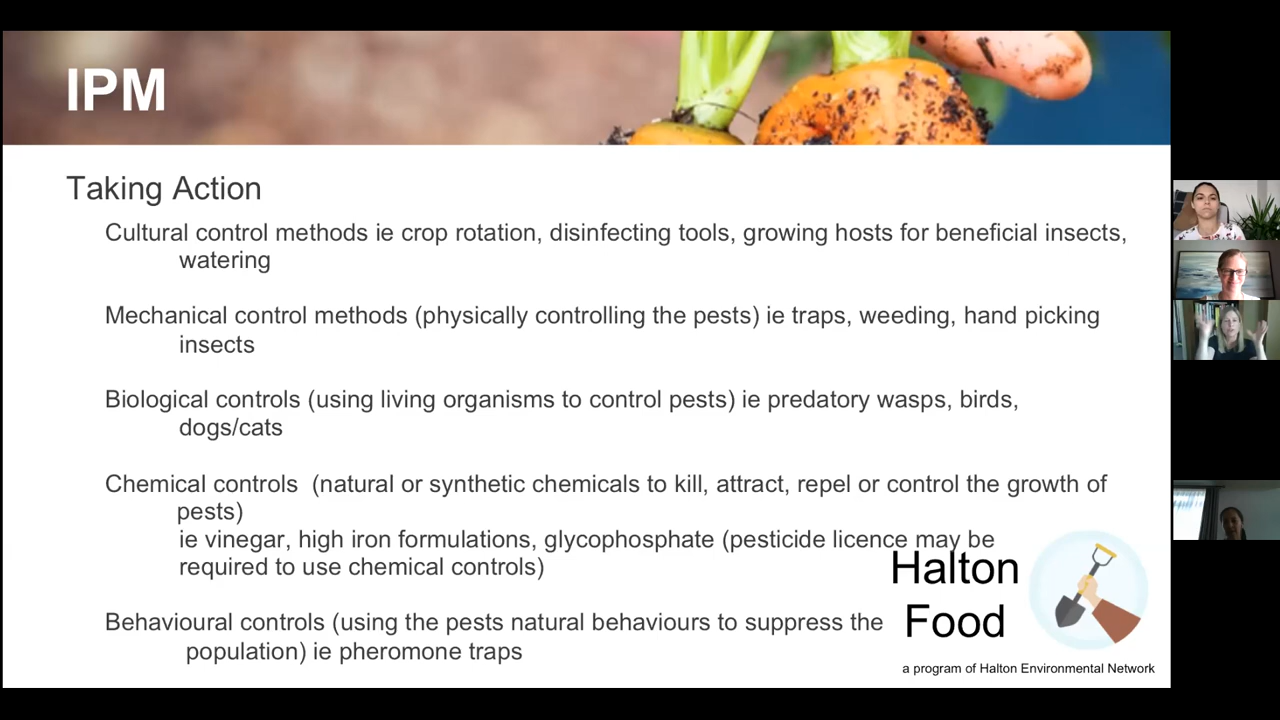 IPM
Taking Action
Cultural control methods ie crop rotation, disinfecting tools, growing hosts for beneficial insects,
watering
Mechanical control methods (physically controlling the pests) ie traps, weeding, hand picking
insects
Biological controls (using living organisms to control pests) ie predatory wasps, birds,
dogs/cats
Chemical controls  (natural or synthetic chemicals to kill, attract, repel or control the growth of
pests)
ie vinegar, high iron formulations, glycophosphate (pesticide licence may be
required to use chemical controls)
Behavioural controls (using the pests natural behaviours to suppress the
population) ie pheromone traps
Halton
Food
a program of Halton Environmental Network